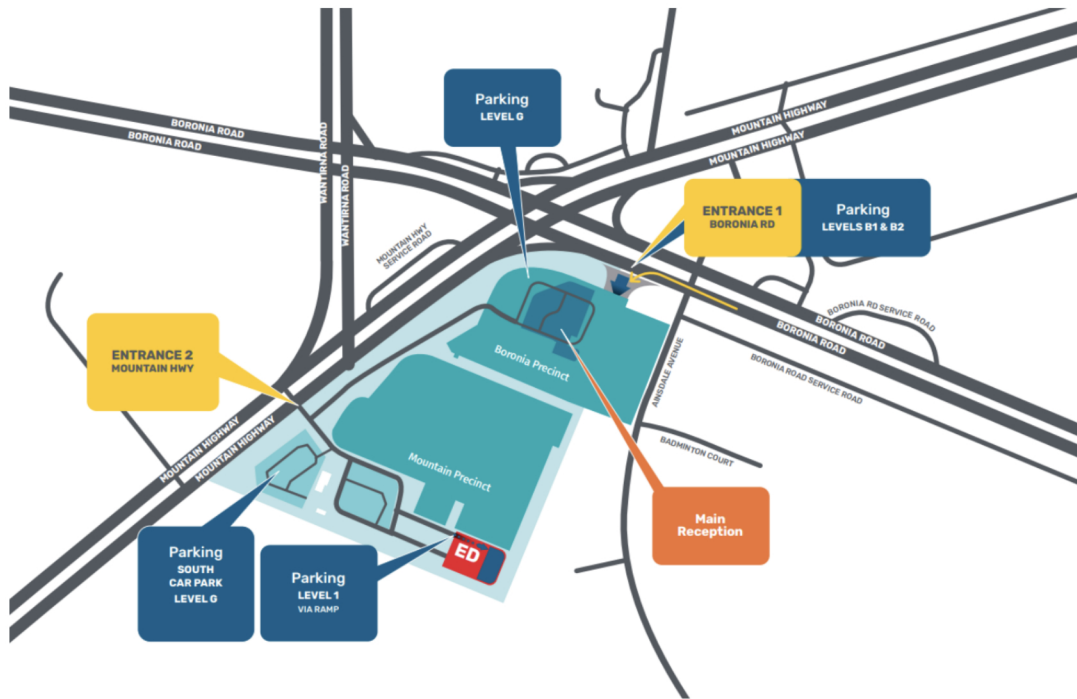 Parking
LEVEL G
BORONIA ROAD
BORONIA ROAD
WANTIRNA ROAD
WANTIRNA ROAD
MOUNTAIN HIGHWAY
MOUNTAIN HIGHWAY
ENTRANCE 1
BORONIA RD
Parking
LEVELS B1 & B2
MOUNTAIN HWY
SERVICE ROAD
BORONIA RD SERVICE ROAD
BORONIA ROAD
BORONIA ROAD
BORONIA ROAD SERVICE ROAD
ENTRANCE 2
MOUNTAIN HWY
Boronia Precinct
AINSDALE AVENUE
BADMINTON COURT
MOUNTAIN HIGHWAY
MOUNTAIN HIGHWAY
Mountain Precinct
Main
Reception
ED
Parking
SOUTH
CAR PARK
LEVEL G
Parking
LEVEL 1
VIA RAMP